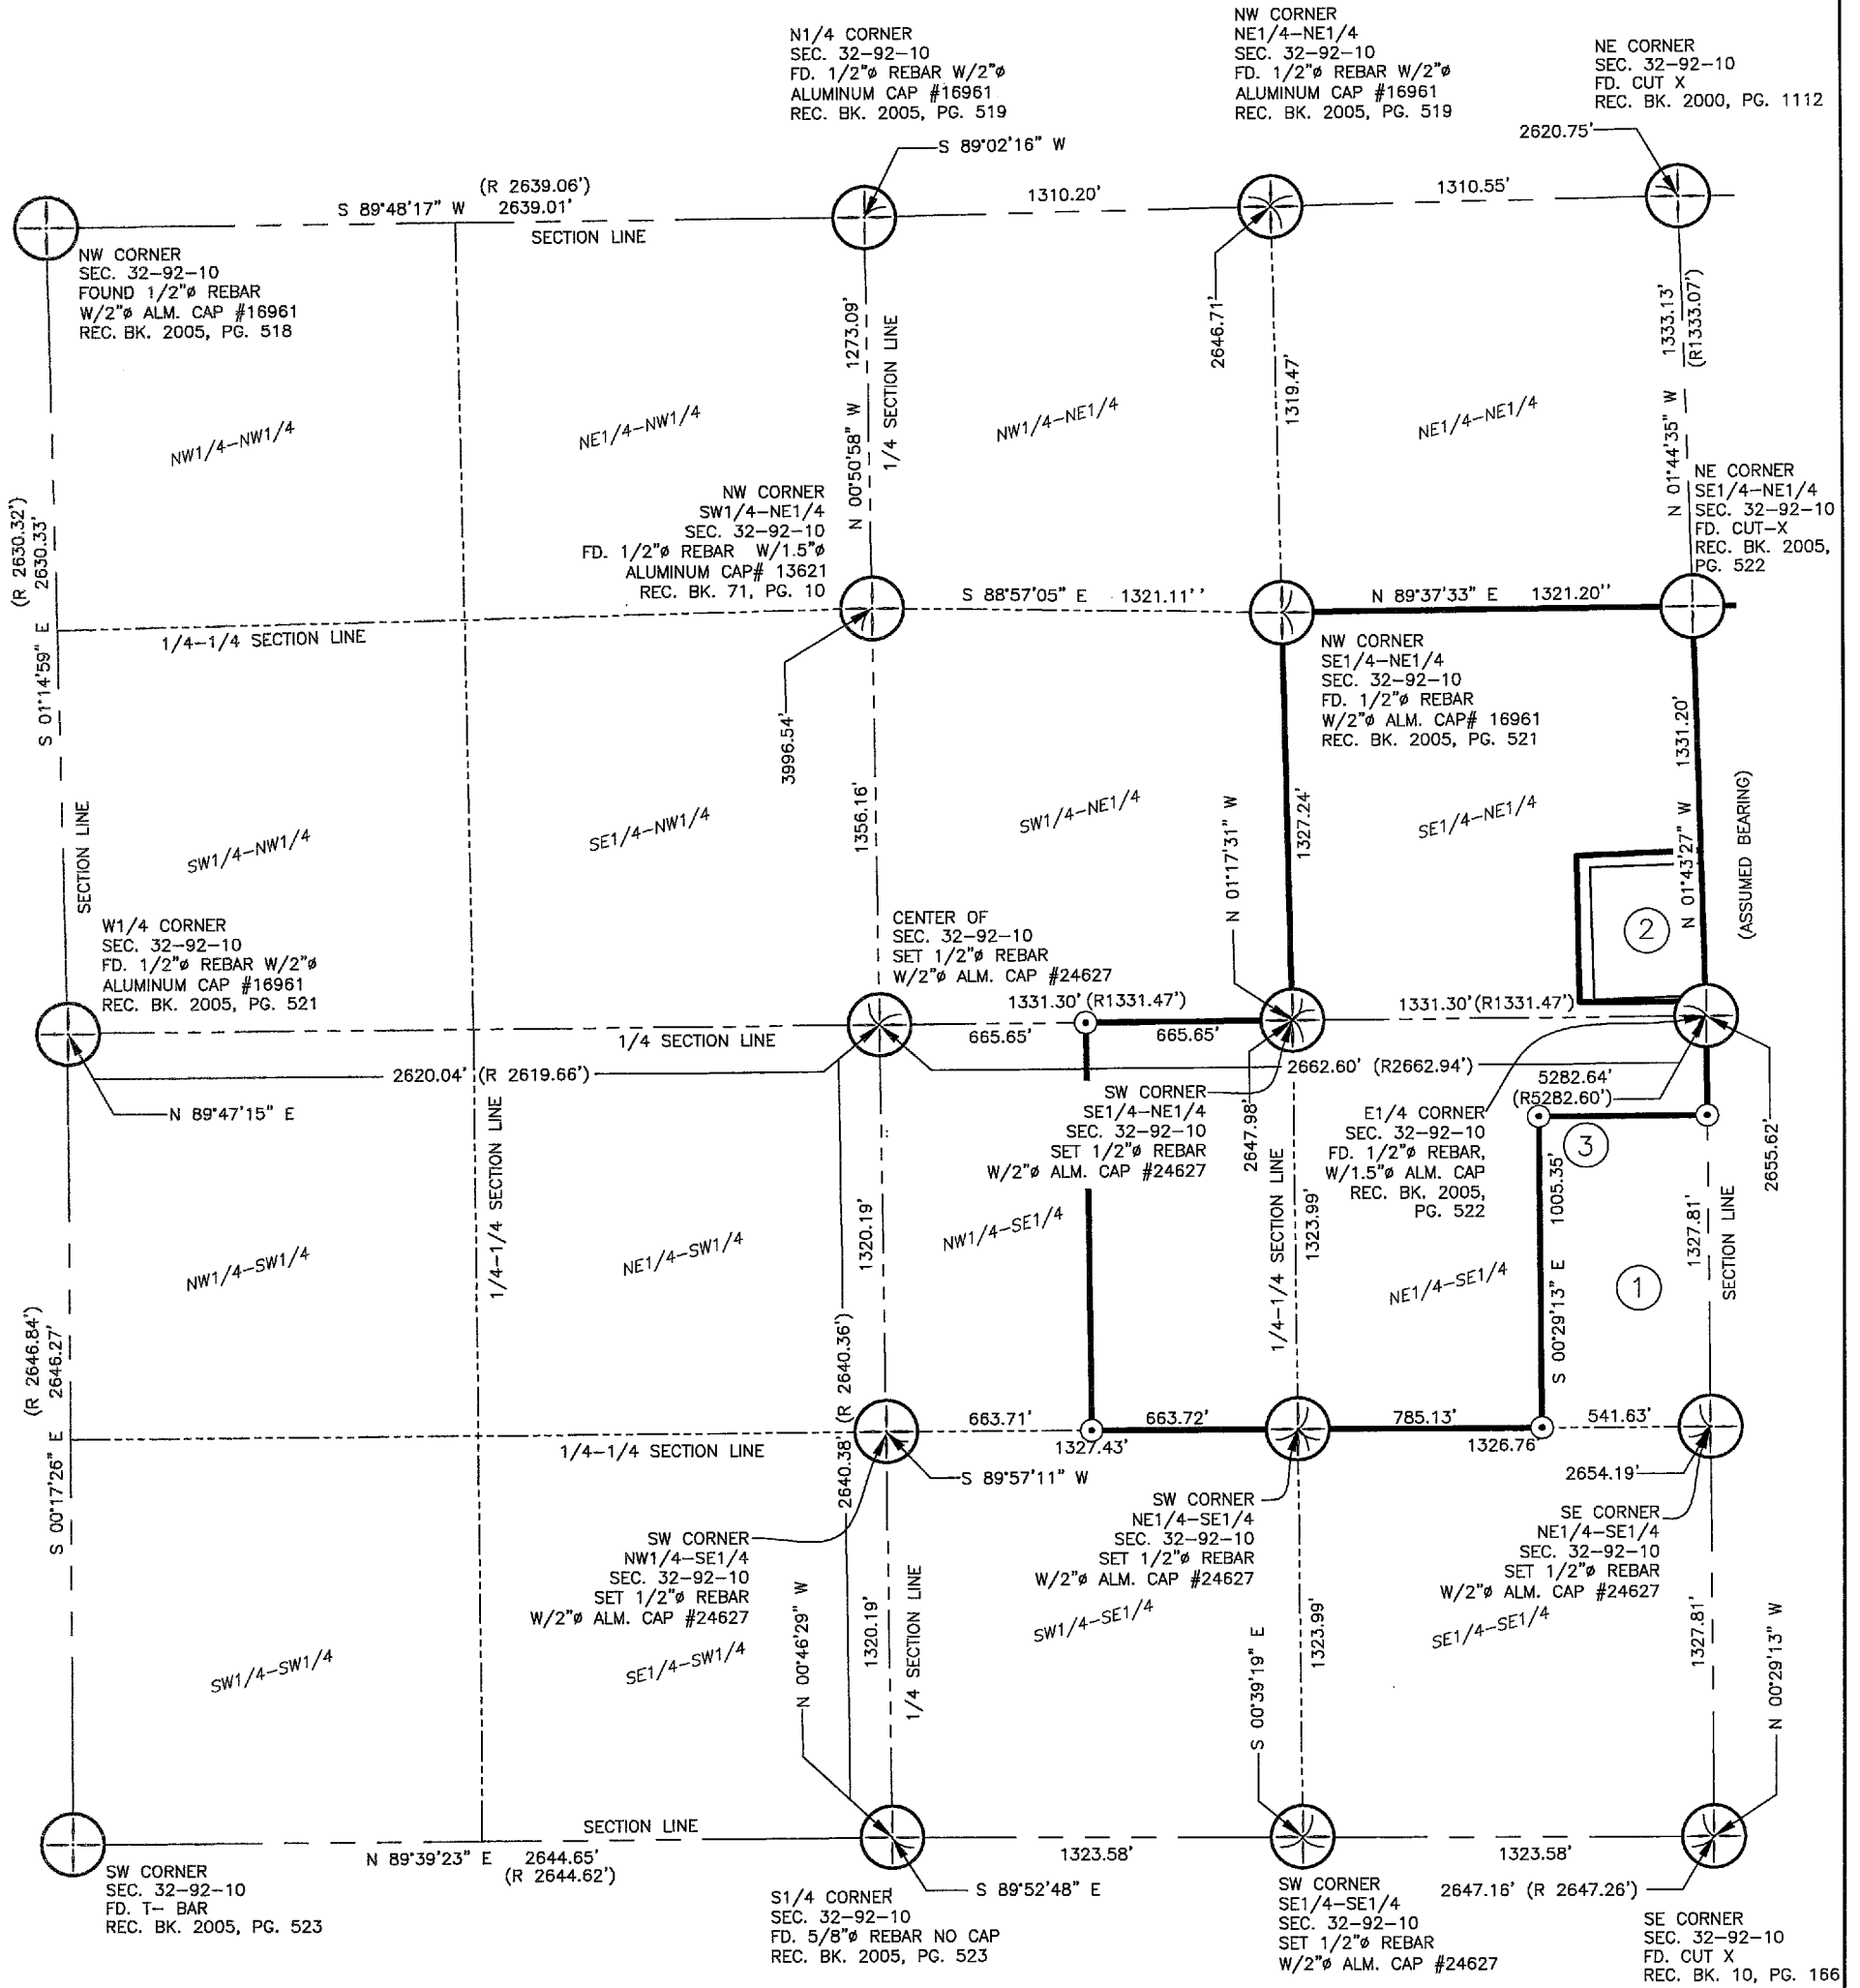 N1/4 CORNER
SEC. 32-92-10
FD. 1/2"ø REBAR W/2"ø
ALUMINUM CAP #16961
REC. BK. 2005, PG. 519
NW CORNER
NE1/4-NE1/4
SEC. 32-92-10
FD. 1/2"ø REBAR W/2"ø
ALUMINUM CAP #16961
REC. BK. 2005, PG. 519
NE CORNER
SEC. 32-92-10
FD. CUT X
REC. BK. 2000, PG. 1112
2620.75'
S 89°02'16" W
(R 2639.06')
S 89°48'17" W 2639.01'
SECTION LINE
1310.20'
1310.55'
NW CORNER
SEC. 32-92-10
FOUND 1/2"ø REBAR
W/2"ø ALM. CAP #16961
REC. BK. 2005, PG. 518
N 00°50'58" W 1273.09'
1/4 SECTION LINE
2646.71'
1319.47'
N 01°44'35" W 1333.13'
(R1333.07')
NW1/4-NW1/4
NE1/4-NW1/4
NW1/4-NE1/4
NE1/4-NE1/4
NW CORNER
SW1/4-NE1/4
SEC. 32-92-10
FD. 1/2"ø REBAR W/1.5"ø
ALUMINUM CAP# 13621
REC. BK. 71, PG. 10
NE CORNER
SE1/4-NE1/4
SEC. 32-92-10
FD. CUT-X
REC. BK. 2005,
PG. 522
(R 2630.32')
S 01°14'59" E 2630.33'
SECTION LINE
1/4-1/4 SECTION LINE
S 88°57'05" E 1321.11''
N 89°37'33" E 1321.20''
NW CORNER
SE1/4-NE1/4
SEC. 32-92-10
FD. 1/2"ø REBAR
W/2"ø ALM. CAP# 16961
REC. BK. 2005, PG. 521
3996.54'
1356.16'
N 01°17'31" W
1327.24'
N 01°43'27" W 1331.20'
(ASSUMED BEARING)
SW1/4-NW1/4
SE1/4-NW1/4
SW1/4-NE1/4
SE1/4-NE1/4
2
W1/4 CORNER
SEC. 32-92-10
FD. 1/2"ø REBAR W/2"ø
ALUMINUM CAP #16961
REC. BK. 2005, PG. 521
CENTER OF
SEC. 32-92-10
SET 1/2"ø REBAR
W/2"ø ALM. CAP #24627
1331.30' (R1331.47')
665.65'
665.65'
1331.30' (R1331.47')
1/4 SECTION LINE
2620.04' (R 2619.66')
2662.60' (R2662.94')
5282.64'
(R5282.60')
N 89°47'15" E
SW CORNER
SE1/4-NE1/4
SEC. 32-92-10
SET 1/2"ø REBAR
W/2"ø ALM. CAP #24627
2647.98'
E1/4 CORNER
SEC. 32-92-10
FD. 1/2"ø REBAR,
W/1.5"ø ALM. CAP
REC. BK. 2005,
PG. 522
3
2655.62'
1/4-1/4 SECTION LINE
1320.19'
1/4-1/4 SECTION LINE
1323.99'
S 00°29'13" E 1005.35'
1327.81'
SECTION LINE
NW1/4-SW1/4
NE1/4-SW1/4
NW1/4-SE1/4
NE1/4-SE1/4
1
(R 2646.84')
S 00°17'26" E 2646.27'
2640.38' (R 2640.36')
1/4-1/4 SECTION LINE
663.71'
663.72'
1327.43'
785.13'
541.63'
1326.76'
S 89°57'11" W
2654.19'
SW CORNER
NW1/4-SE1/4
SEC. 32-92-10
SET 1/2"ø REBAR
W/2"ø ALM. CAP #24627
SW CORNER
NE1/4-SE1/4
SEC. 32-92-10
SET 1/2"ø REBAR
W/2"ø ALM. CAP #24627
SE CORNER
NE1/4-SE1/4
SEC. 32-92-10
SET 1/2"ø REBAR
W/2"ø ALM. CAP #24627
SW1/4-SW1/4
SE1/4-SW1/4
SW1/4-SE1/4
SE1/4-SE1/4
N 00°46'29" W
1320.19'
1/4 SECTION LINE
S 00°39'19" E
1323.99'
1327.81'
N 00°29'13" W
SECTION LINE
N 89°39'23" E 2644.65'
(R 2644.62')
1323.58'
1323.58'
S 89°52'48" E
2647.16' (R 2647.26')
SW CORNER
SEC. 32-92-10
FD. T- BAR
REC. BK. 2005, PG. 523
S1/4 CORNER
SEC. 32-92-10
FD. 5/8"ø REBAR NO CAP
REC. BK. 2005, PG. 523
SW CORNER
SE1/4-SE1/4
SEC. 32-92-10
SET 1/2"ø REBAR
W/2"ø ALM. CAP #24627
SE CORNER
SEC. 32-92-10
FD. CUT X
REC. BK. 10, PG. 166